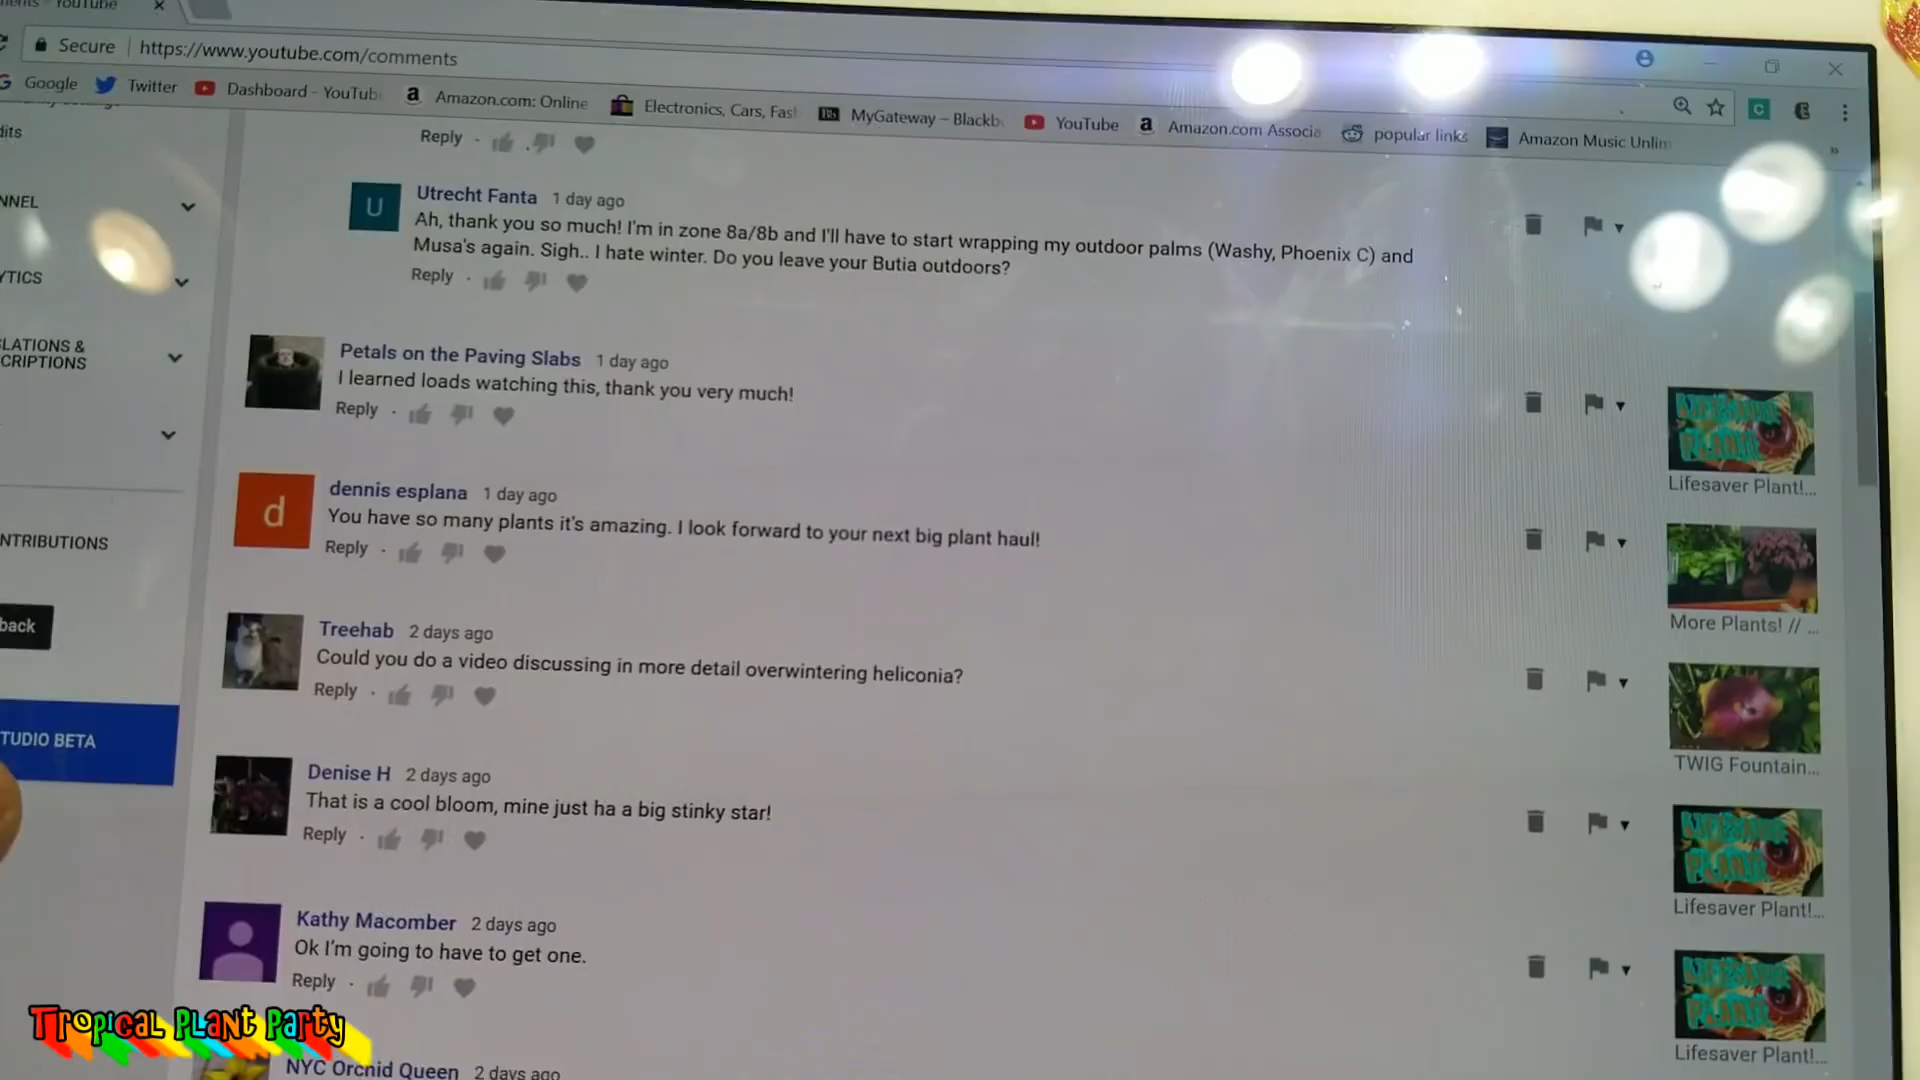 YouTube
Secure https://www.youtube.com/comments
Google Twitter Dashboard - YouTub Amazon.com: Online Electronics, Cars, Fas MyGateway – Blackb YouTube Amazon.com Associa popular links Amazon Music Unlim
dits
Reply
NNEL
U
Utrecht Fanta 1 day ago
Ah, thank you so much! I'm in zone 8a/8b and I'll have to start wrapping my outdoor palms (Washy, Phoenix C) and
Musa's again. Sigh.. I hate winter. Do you leave your Butia outdoors?
Reply
YTICS
LATIONS &
CRIPTIONS
Petals on the Paving Slabs 1 day ago
I learned loads watching this, thank you very much!
Reply
LIFESAVER
PLANT
Lifesaver Plant!...
d
dennis esplana 1 day ago
You have so many plants it's amazing. I look forward to your next big plant haul!
Reply
More Plants! // ...
NTRIBUTIONS
back
Treehab 2 days ago
Could you do a video discussing in more detail overwintering heliconia?
Reply
TWIG Fountain...
TUDIO BETA
Denise H 2 days ago
That is a cool bloom, mine just ha a big stinky star!
Reply
LIFESAVER
PLANT
Lifesaver Plant!...
Kathy Macomber 2 days ago
Ok I'm going to have to get one.
Reply
LIFESAVER
PLANT
Lifesaver Plant!...
Tropical Plant Party
NYC Orchid Queen 2 days ago